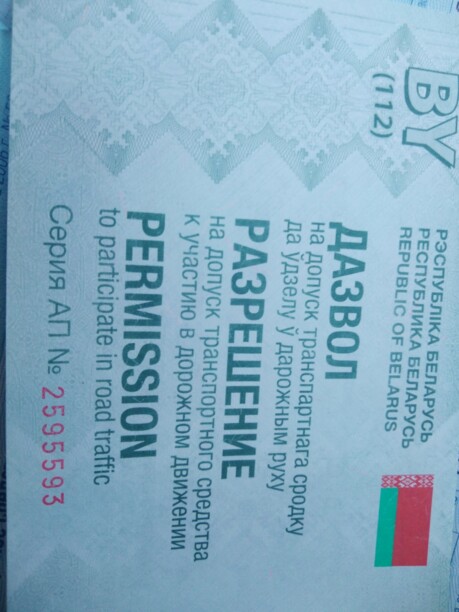 BY
(112)
РЭСПУБЛІКА БЕЛАРУСЬ
РЕСПУБЛИКА БЕЛАРУСЬ
REPUBLIC OF BELARUS
ДАЗВОЛ
на допуск транспартнага сродку
да ўдзелу ў дарожным руху
РАЗРЕШЕНИЕ
на допуск транспортного средства
к участию в дорожном движении
PERMISSION
to participate in road traffic
Серия АП № 2595593